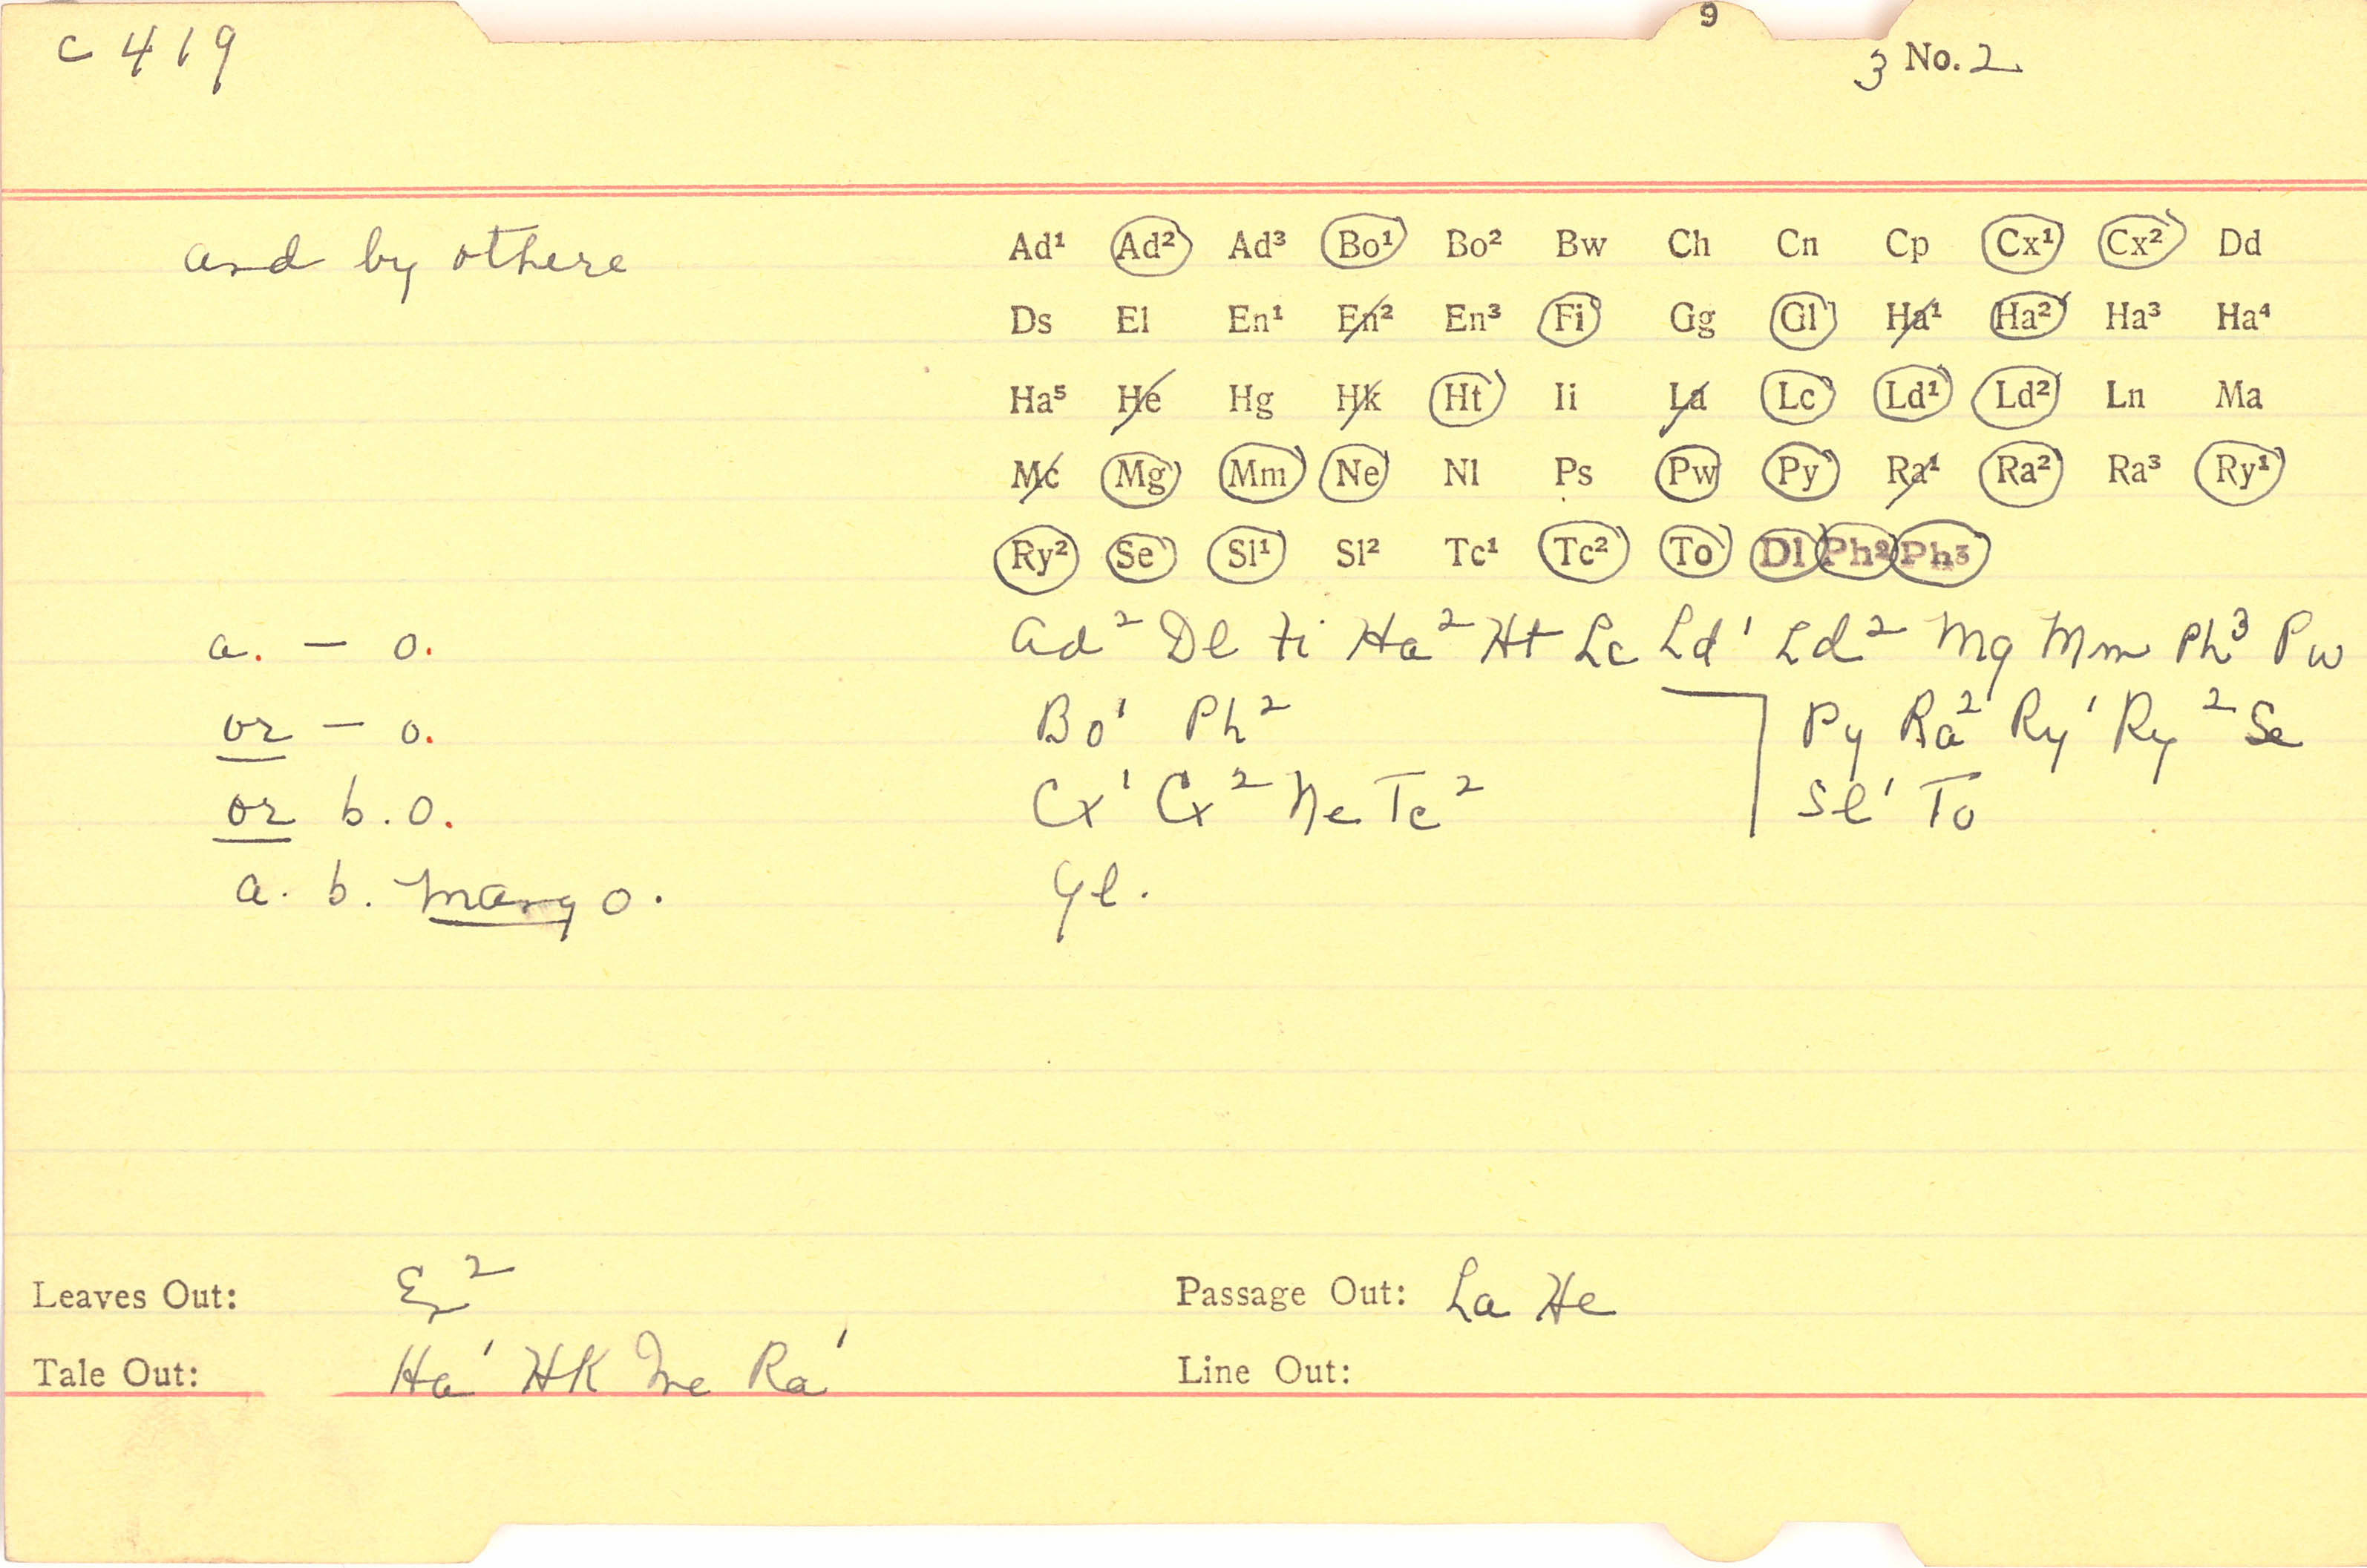 C 419
9
3 No. 2
and by othere
Ad¹ Ad² Ad³ Bo¹ Bo² Bw Ch Cn Cp Cx¹ Cx² Dd
Ds El En¹ En² En³ Fi Gg Gl Ha¹ Ha² Ha³ Ha⁴
Ha⁵ He Hg Hk Ht Ii La Lc Ld¹ Ld² Ln Ma
Mc Mg Mm Ne Nl Ps Pw Py Ra¹ Ra² Ra³ Ry¹
Ry² Se Sl¹ Sl² Tc¹ Tc² To Dl Ph² Ph³
a. – o. Ad² Dl Fi Ha² Ht Lc Ld¹ Ld² Mg Mm Ph³ Pw
or – o. Bo¹ Ph² Py Ra² Ry¹ Ry² Se
or b. o. Cx¹ Cx² Ne Tc² Sl¹ To
a. b. many o. Gl.
Leaves Out: En² Passage Out: La He
Tale Out: Ha¹ Hk Mc Ra¹ Line Out: